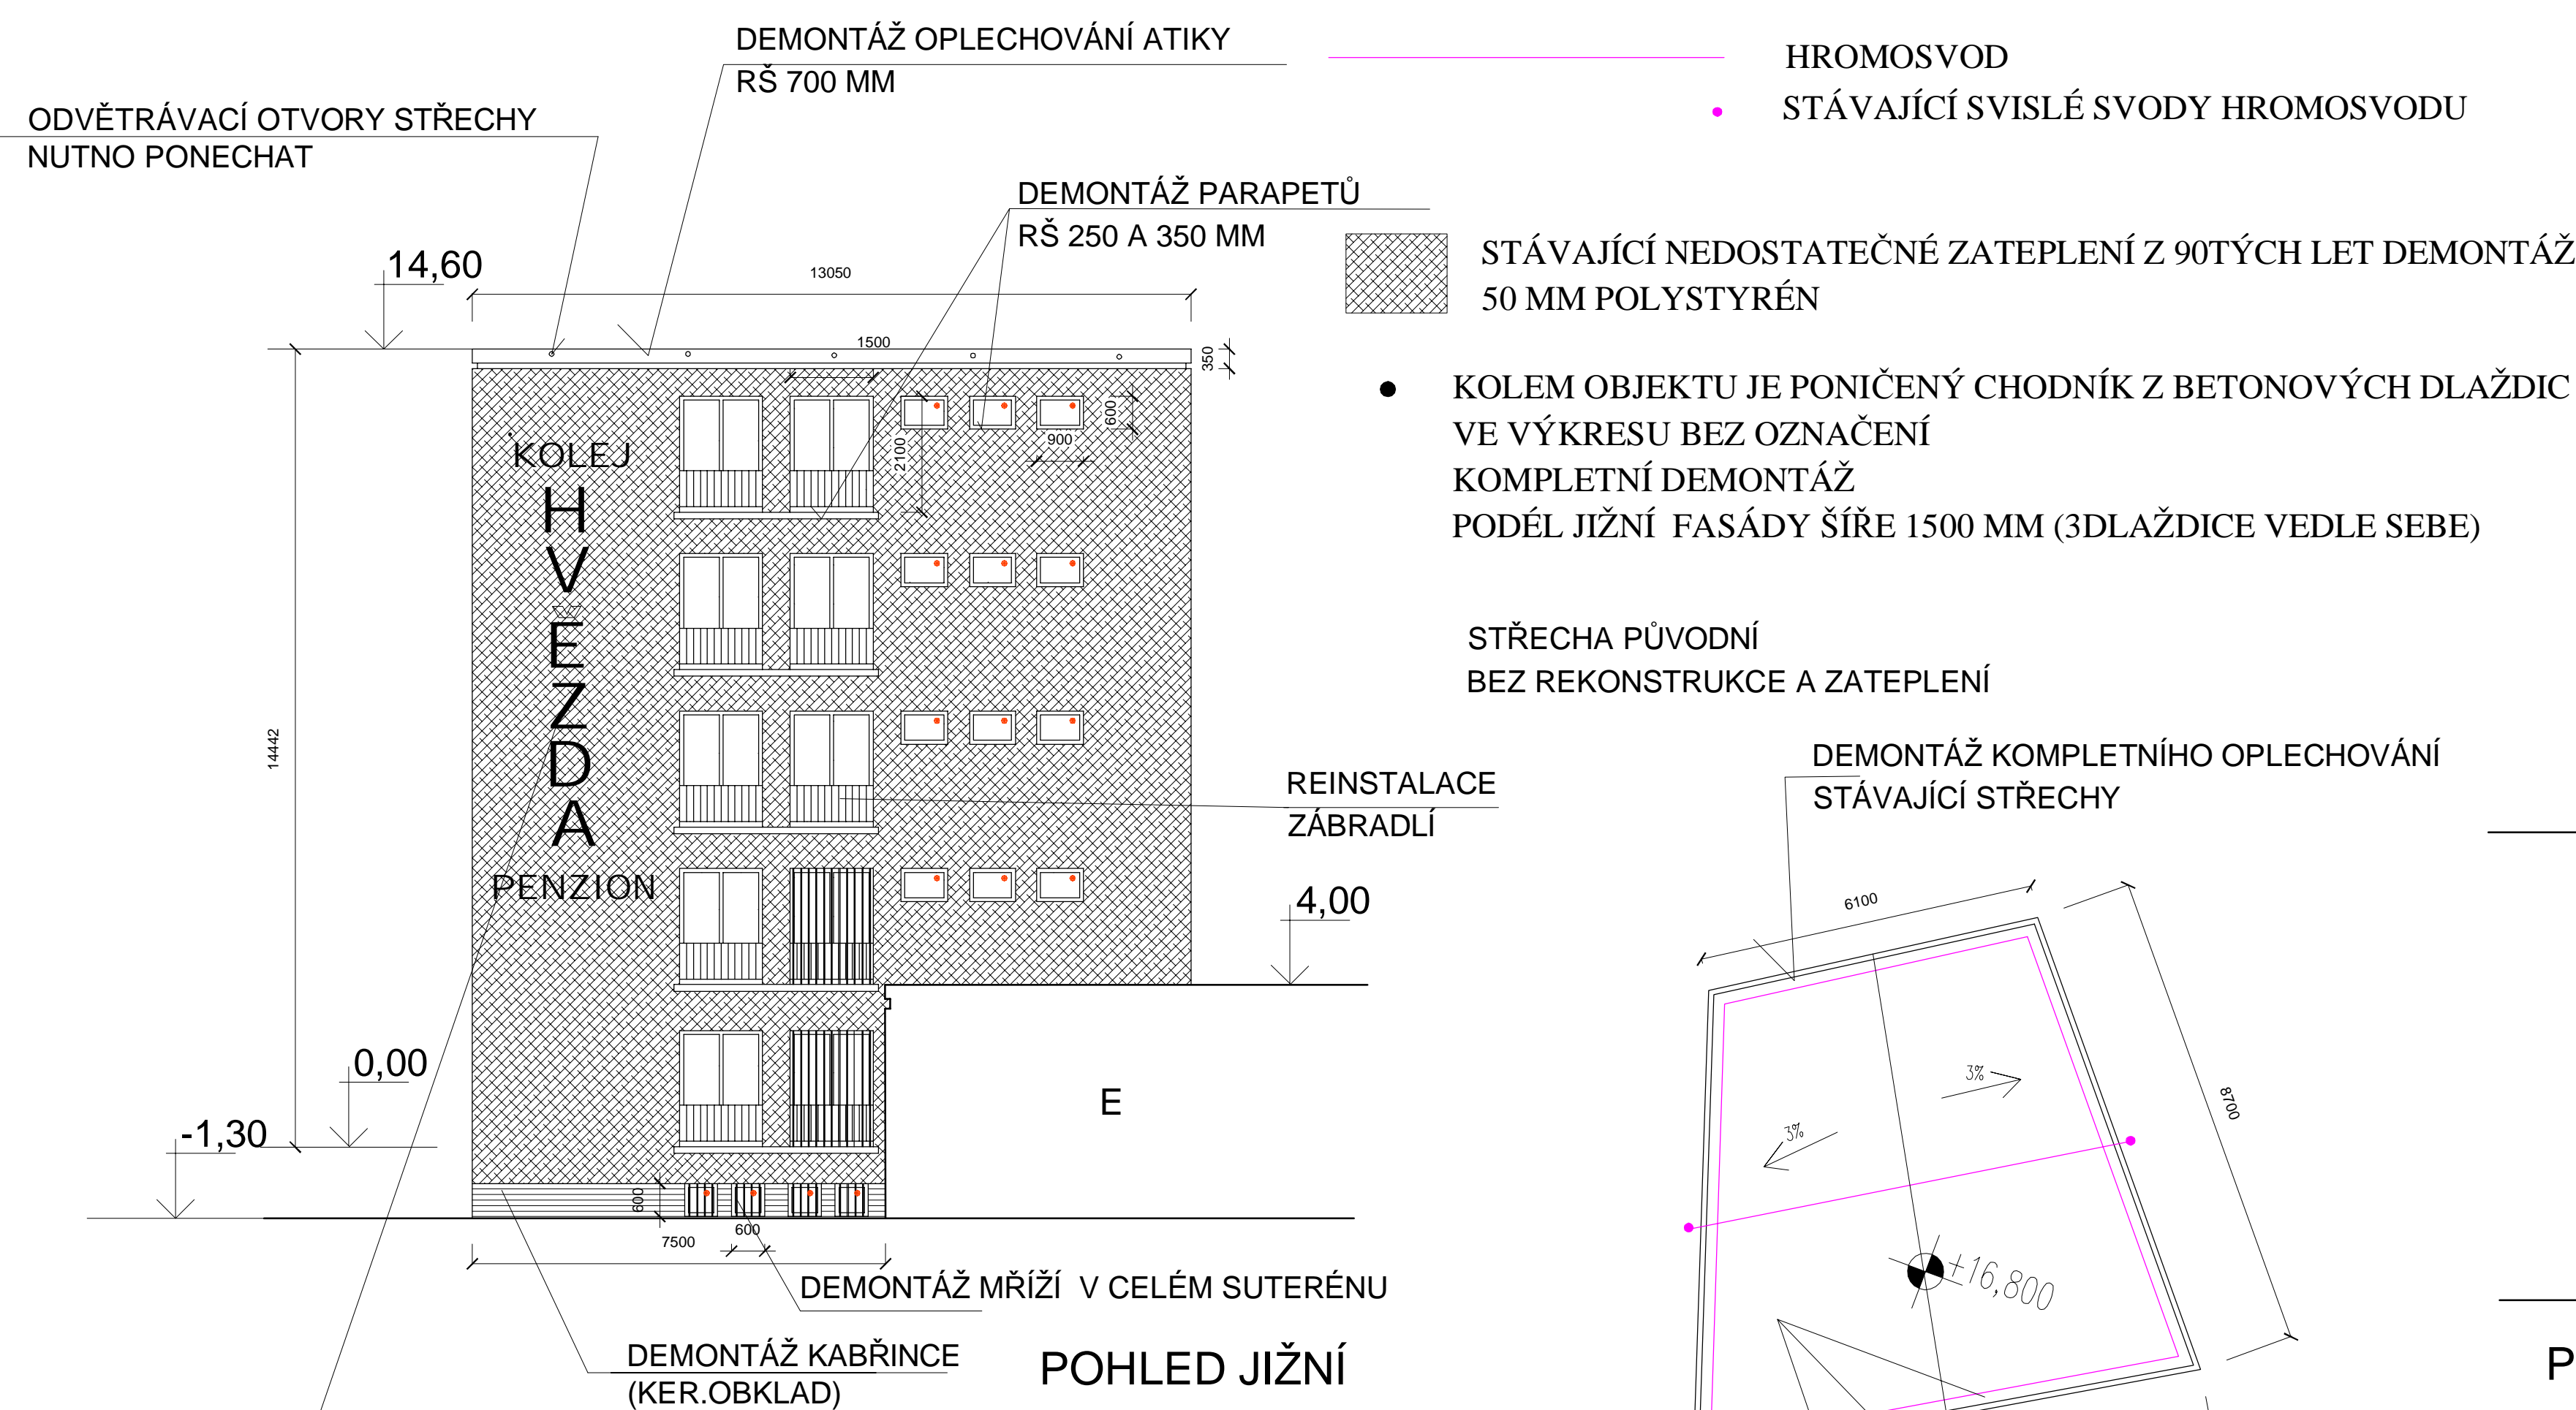 DEMONTÁŽ OPLECHOVÁNÍ ATIKY
RŠ 700 MM
HROMOSVOD
STÁVAJÍCÍ SVISLÉ SVODY HROMOSVODU
ODVĚTRÁVACÍ OTVORY STŘECHY
NUTNO PONECHAT
DEMONTÁŽ PARAPETŮ
RŠ 250 A 350 MM
STÁVAJÍCÍ NEDOSTATEČNÉ ZATEPLENÍ Z 90TÝCH LET DEMONTÁŽ
50 MM POLYSTYRÉN
14,60
13050
1500
350
KOLEM OBJEKTU JE PONIČENÝ CHODNÍK Z BETONOVÝCH DLAŽDIC
VE VÝKRESU BEZ OZNAČENÍ
KOMPLETNÍ DEMONTÁŽ
PODÉL JIŽNÍ FASÁDY ŠÍŘE 1500 MM (3DLAŽDICE VEDLE SEBE)
600
900
2100
KOLEJ
H
V
Ě
Z
D
A
PENZION
STŘECHA PŮVODNÍ
BEZ REKONSTRUKCE A ZATEPLENÍ
14442
REINSTALACE
ZÁBRADLÍ
DEMONTÁŽ KOMPLETNÍHO OPLECHOVÁNÍ
STÁVAJÍCÍ STŘECHY
4,00
6100
8700
3%
3%
±16,800
0,00
-1,30
E
600
600
7500
DEMONTÁŽ MŘÍŽÍ V CELÉM SUTERÉNU
DEMONTÁŽ KABŘINCE
(KER.OBKLAD)
POHLED JIŽNÍ
P